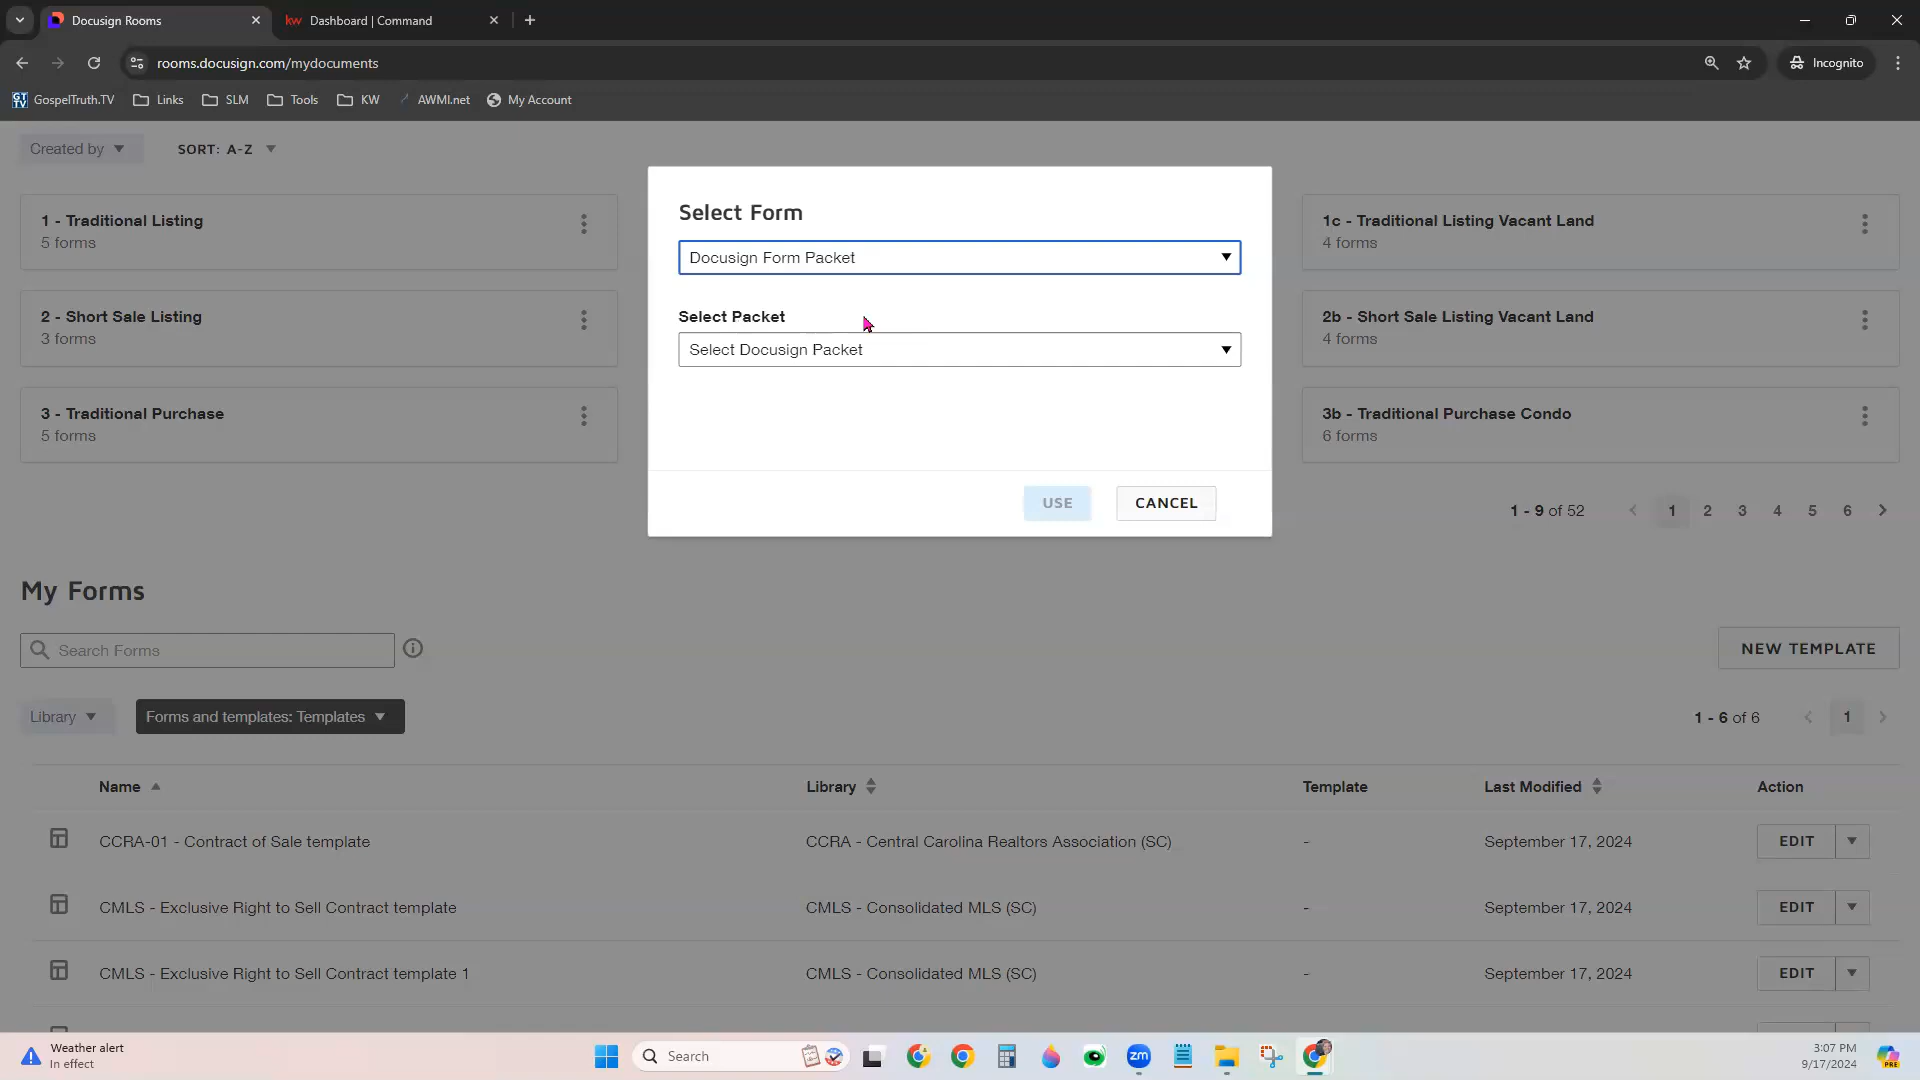 Docusign Rooms
kw Dashboard | Command
rooms.docusign.com/mydocuments
Incognito
GT TV GospelTruth.TV
Links
SLM
Tools
KW
AWMI.net
My Account
Created by
SORT: A-Z
1 - Traditional Listing
5 forms
1c - Traditional Listing Vacant Land
4 forms
2 - Short Sale Listing
3 forms
2b - Short Sale Listing Vacant Land
4 forms
3 - Traditional Purchase
5 forms
3b - Traditional Purchase Condo
6 forms
Select Form
Docusign Form Packet
Select Packet
Select Docusign Packet
USE
CANCEL
1 - 9 of 52
1 2 3 4 5 6
My Forms
Search Forms
NEW TEMPLATE
Library
Forms and templates: Templates
1 - 6 of 6
1
Name Library Template Last Modified Action
CCRA-01 - Contract of Sale template CCRA - Central Carolina Realtors Association (SC) - September 17, 2024 EDIT
CMLS - Exclusive Right to Sell Contract template CMLS - Consolidated MLS (SC) - September 17, 2024 EDIT
CMLS - Exclusive Right to Sell Contract template 1 CMLS - Consolidated MLS (SC) - September 17, 2024 EDIT
Weather alert
In effect
Search
zm
3:07 PM
9/17/2024
PRE